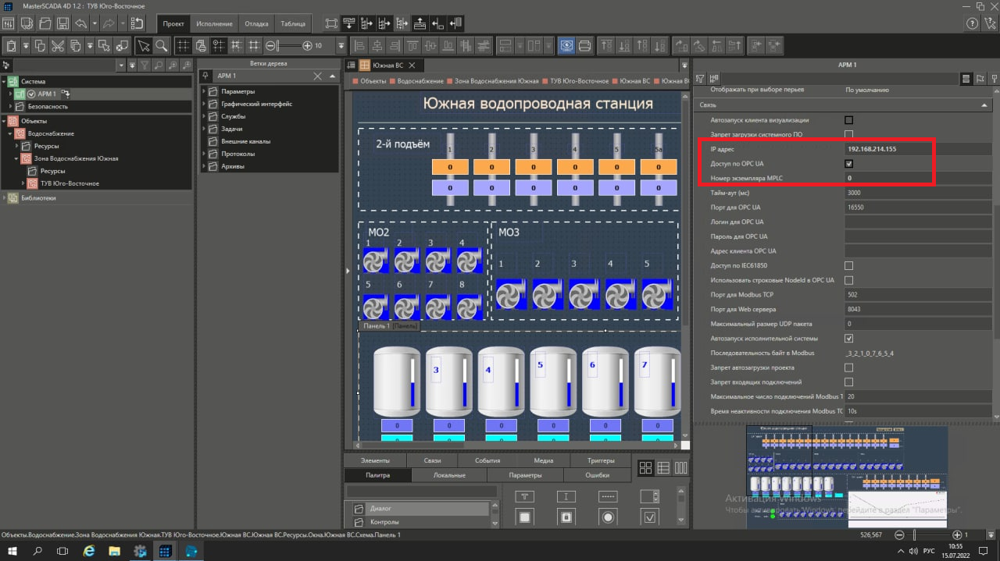 MasterSCADA 4D 1.2 : ТУВ Юго-Восточное
Проект Исполнение Отладка Таблица
10
Ветки дерева
Южная ВС
АРМ 1
Система
АРМ 1
Безопасность
Объекты
Водоснабжение
Ресурсы
Зона Водоснабжения Южная
Ресурсы
ТУВ Юго-Восточное
Библиотеки
АРМ 1
Параметры
Графический интерфейс
Службы
Задачи
Внешние каналы
Протоколы
Архивы
Объекты Водоснабжение Зона Водоснабжения Южная ТУВ Юго-Восточное Южная ВС Южная ВС
Южная водопроводная станция
2-й подъём
1 2 3 4 5 5а
0 0 0 0 0 0
0 0 0 0 0 0
МО2
1 2 3 4
5 6 7 8
МО3
1 2 3 4 5
Панель 1 (Панель)
3 4 5 6 7
0 0 0 0 0 0
0 0 0 0 0 0
Элементы Связи События Медиа Триггеры
Палитра Локальные Параметры Ошибки
Диалог
Контролы
Отображать при выборе перьев По умолчанию
Связь
Автозапуск клиента визуализации
Запрет загрузки системного ПО
IP адрес 192.168.214.155
Доступ по OPC UA
Номер экземпляра MPLC 0
Тайм-аут (мс) 3000
Порт для OPC UA 16550
Логин для OPC UA
Пароль для OPC UA
Адрес клиента OPC UA
Доступ по IEC61850
Использовать строковые NodeId в OPC UA
Порт для Modbus TCP 502
Порт для Web сервера 8043
Максимальный размер UDP пакета 0
Автозапуск исполнительной системы
Последовательность байт в Modbus _3_2_1_0_7_6_5_4
Запрет автозагрузки проекта
Запрет входящих подключений
Максимальное число подключений Modbus T 20
Время неактивности подключения Modbus TC 10s
Южная водопроводная станция
Активация Windows
Чтобы активировать Windows, перейдите в раздел "Параметры".
Объекты.Водоснабжение.Зона Водоснабжения Южная.ТУВ Юго-Восточное.Южная ВС.Ресурсы.Окна.Южная ВС.Схема.Панель 1
526,567
1
РУС
10:55
15.07.2022